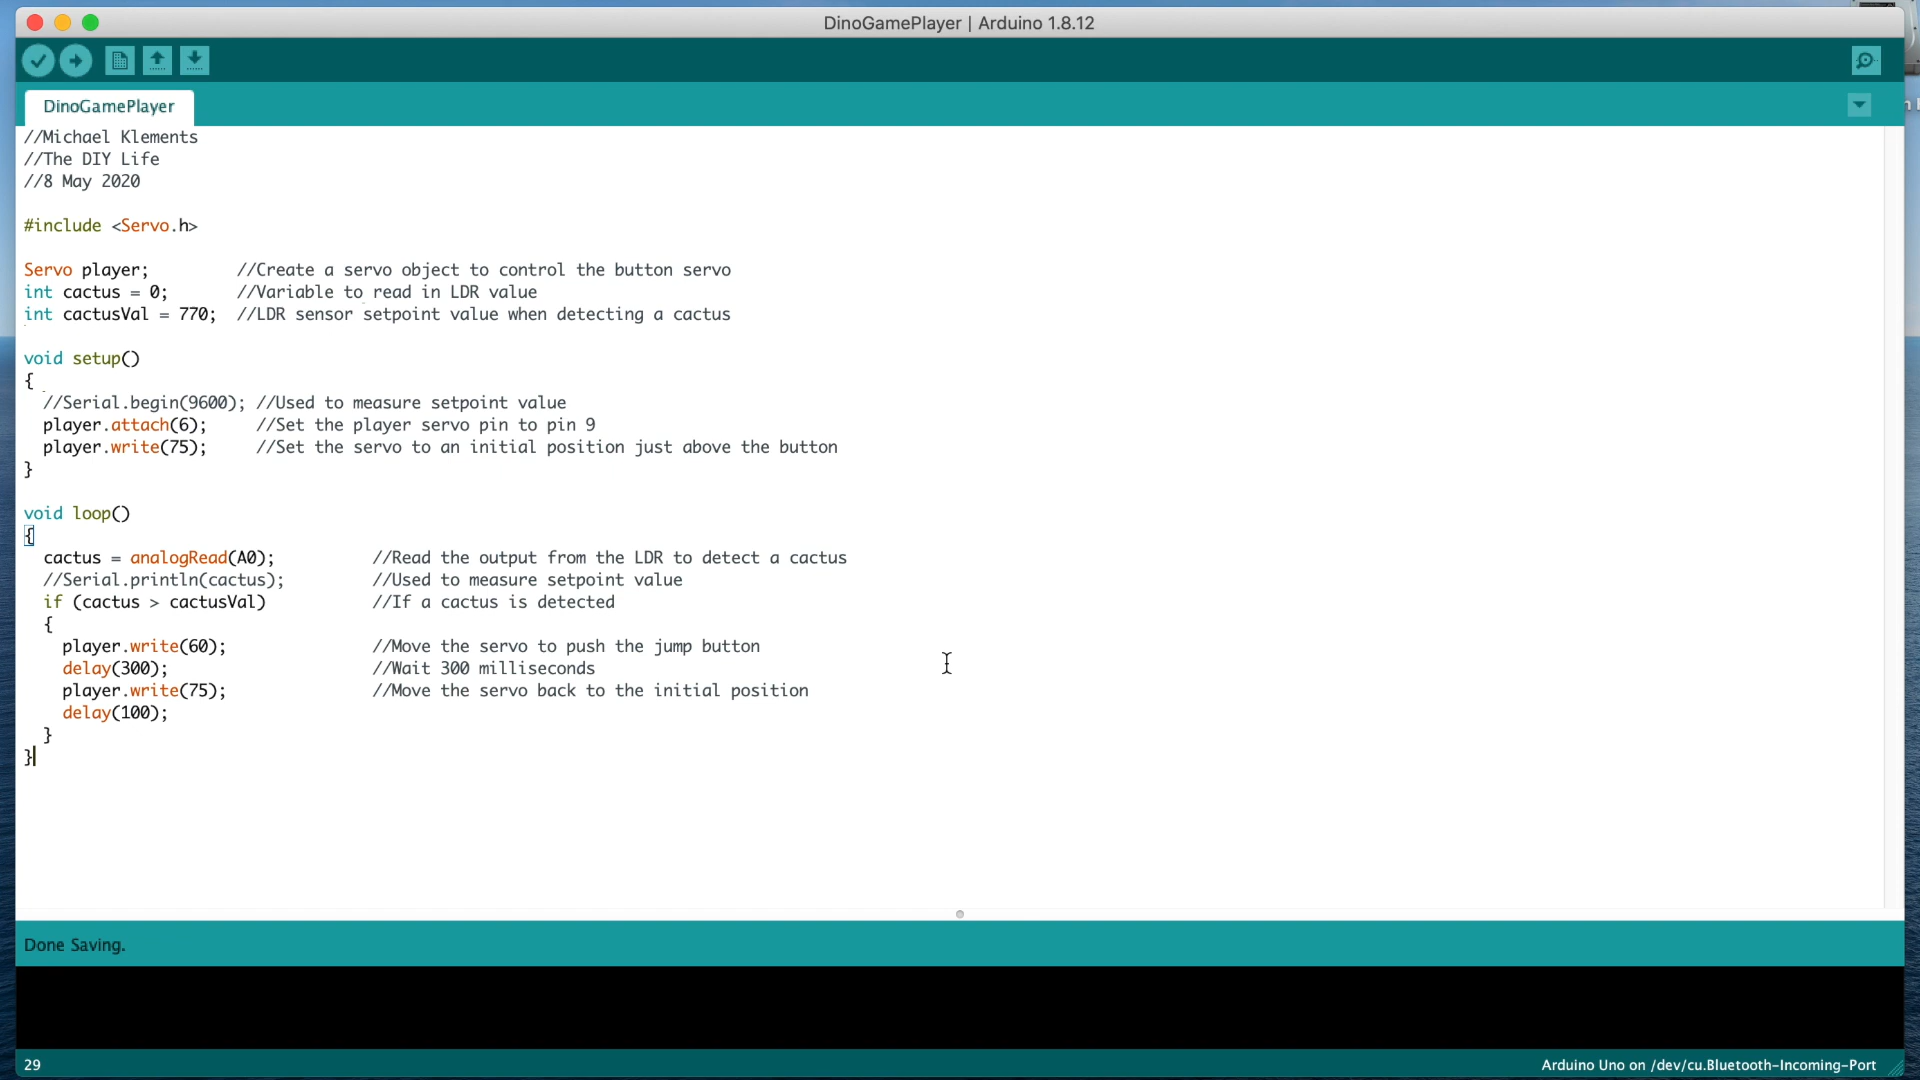 DinoGamePlayer | Arduino 1.8.12
DinoGamePlayer
//Michael Klements
//The DIY Life
//8 May 2020
#include <Servo.h>
Servo player;         //Create a servo object to control the button servo
int cactus = 0;       //Variable to read in LDR value
int cactusVal = 770;  //LDR sensor setpoint value when detecting a cactus
void setup()
{
  //Serial.begin(9600); //Used to measure setpoint value
  player.attach(6);     //Set the player servo pin to pin 9
  player.write(75);     //Set the servo to an initial position just above the button
}
void loop()
{
  cactus = analogRead(A0);          //Read the output from the LDR to detect a cactus
  //Serial.println(cactus);         //Used to measure setpoint value
  if (cactus > cactusVal)           //If a cactus is detected
  {
    player.write(60);               //Move the servo to push the jump button
    delay(300);                     //Wait 300 milliseconds
    player.write(75);               //Move the servo back to the initial position
    delay(100);
  }
}
Done Saving.
29
Arduino Uno on /dev/cu.Bluetooth-Incoming-Port